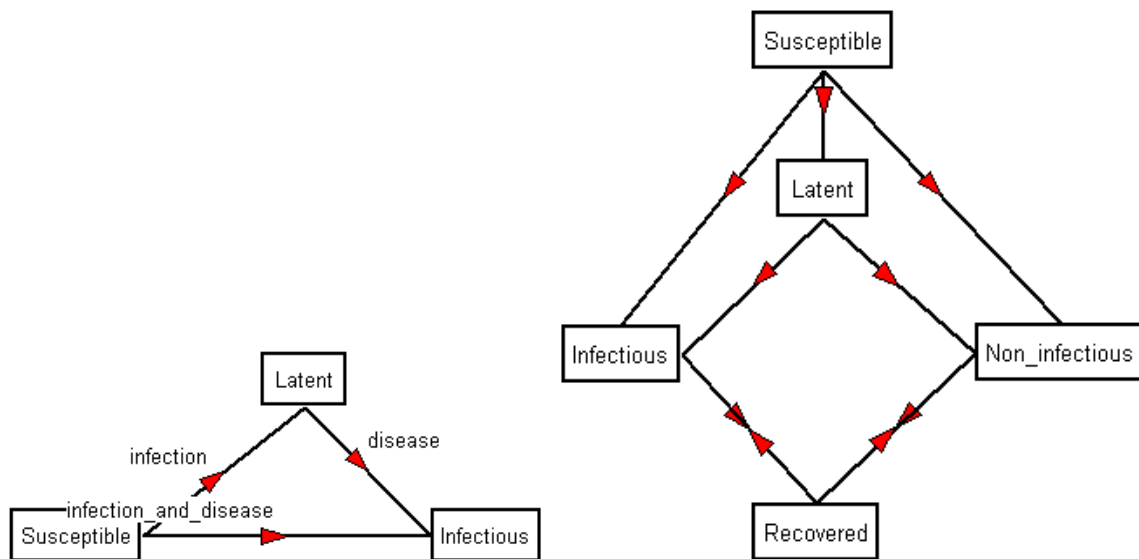 Susceptible
Latent
Infectious
Non_infectious
Recovered
Latent
disease
infection
infection_and_disease
Susceptible
Infectious